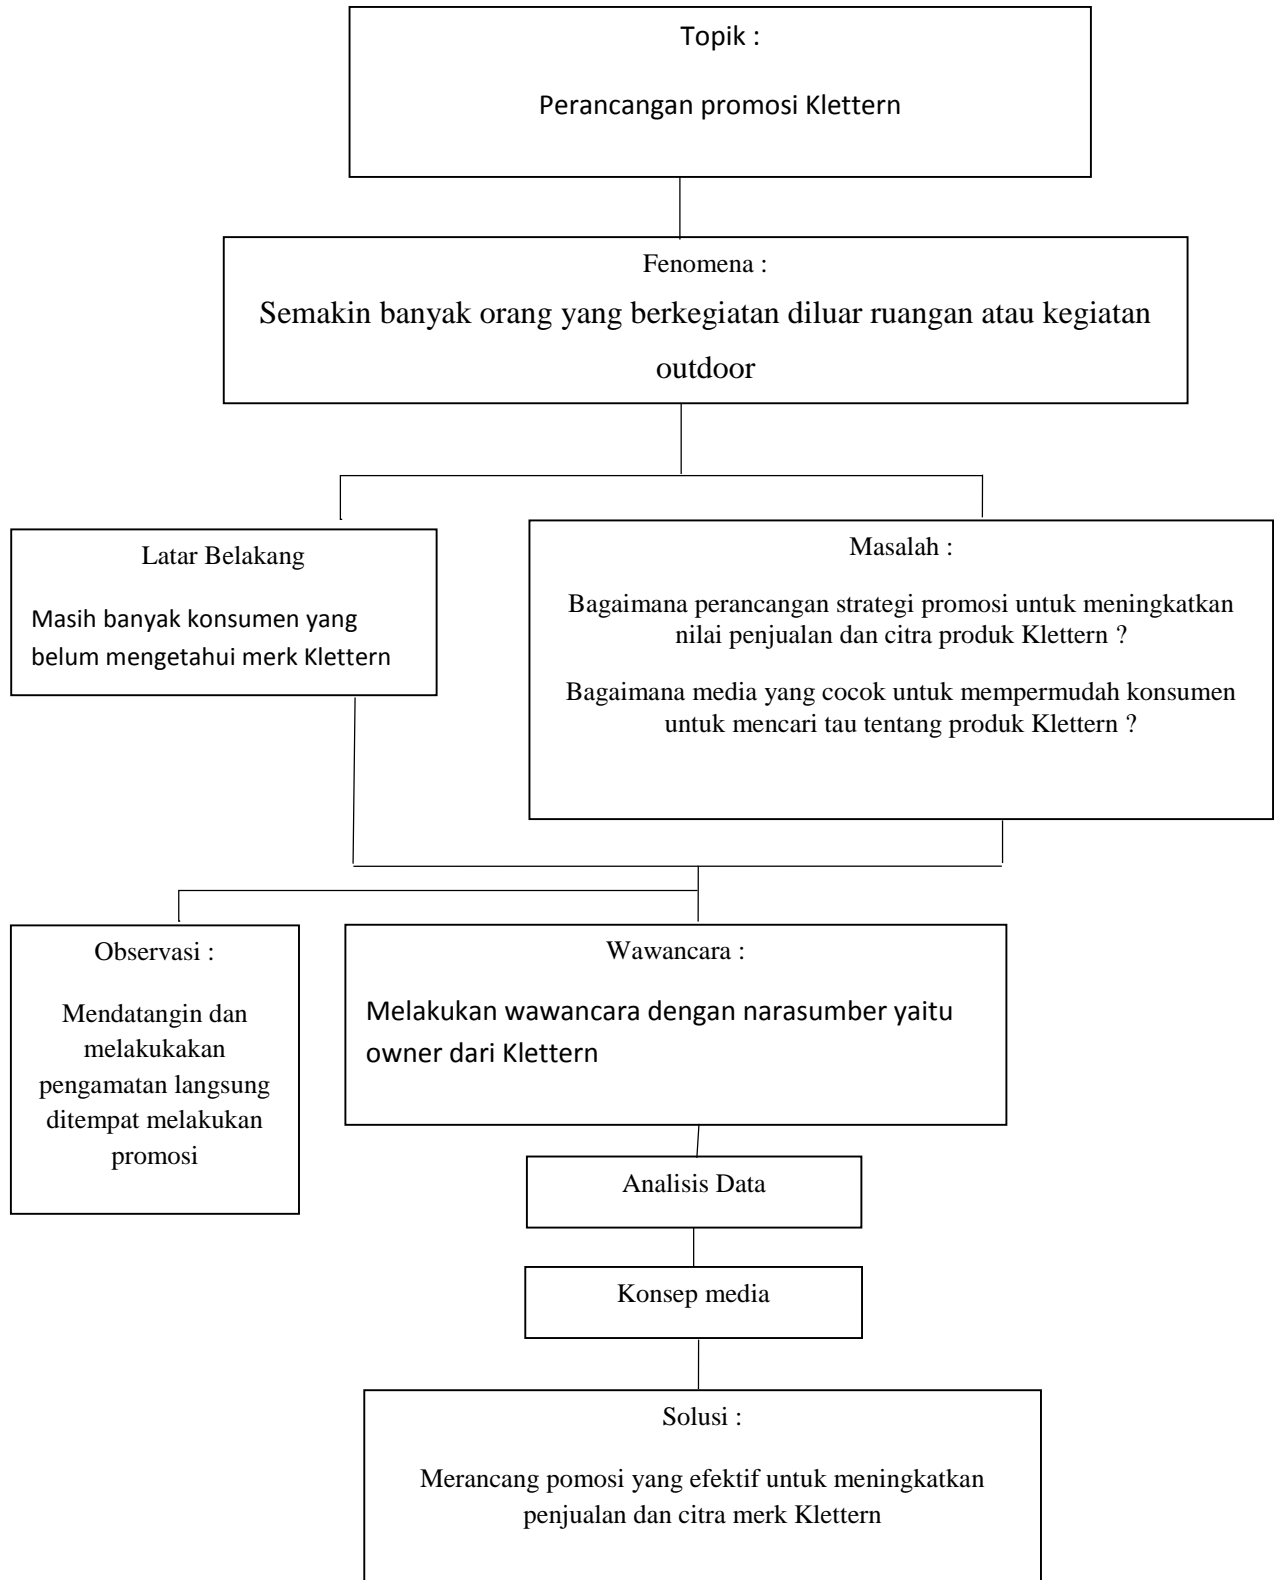 Topik :
Perancangan promosi Klettern
Fenomena :
Semakin banyak orang yang berkegiatan diluar ruangan atau kegiatan
outdoor
Latar Belakang
Masih banyak konsumen yang
belum mengetahui merk Klettern
Masalah :
Bagaimana perancangan strategi promosi untuk meningkatkan
nilai penjualan dan citra produk Klettern ?
Bagaimana media yang cocok untuk mempermudah konsumen
untuk mencari tau tentang produk Klettern ?
Observasi :
Mendatangin dan
melakukakan
pengamatan langsung
ditempat melakukan
promosi
Wawancara :
Melakukan wawancara dengan narasumber yaitu
owner dari Klettern
Analisis Data
Konsep media
Solusi :
Merancang pomosi yang efektif untuk meningkatkan
penjualan dan citra merk Klettern